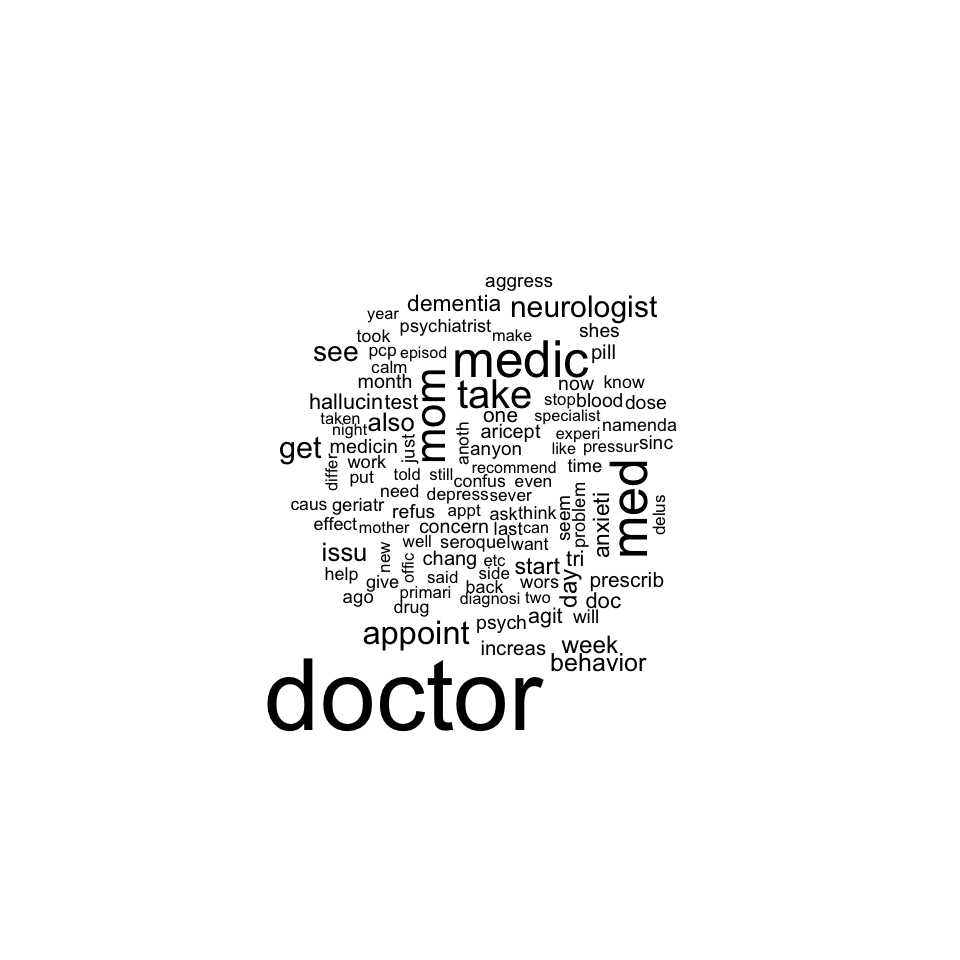 aggress
dementia neurologist
year psychiatrist make shes
took
see pcp episod medic pill
calm
month mom take now know
hallucin test stop blood dose
taken also one specialist
night just anoth aricept experi namenda
get medicin anyon like pressur sinc
differ work recommend time med
put told still confus even
need depress sever
caus geriatr refus appt ask think seem problem anxieti delus
effect mother concern last can
well seroquel want
issu new offic chang etc start tri
help give said side wors day prescrib
ago primari back
drug diagnosi two doc
appoint psych agit will
increas week
behavior
doctor